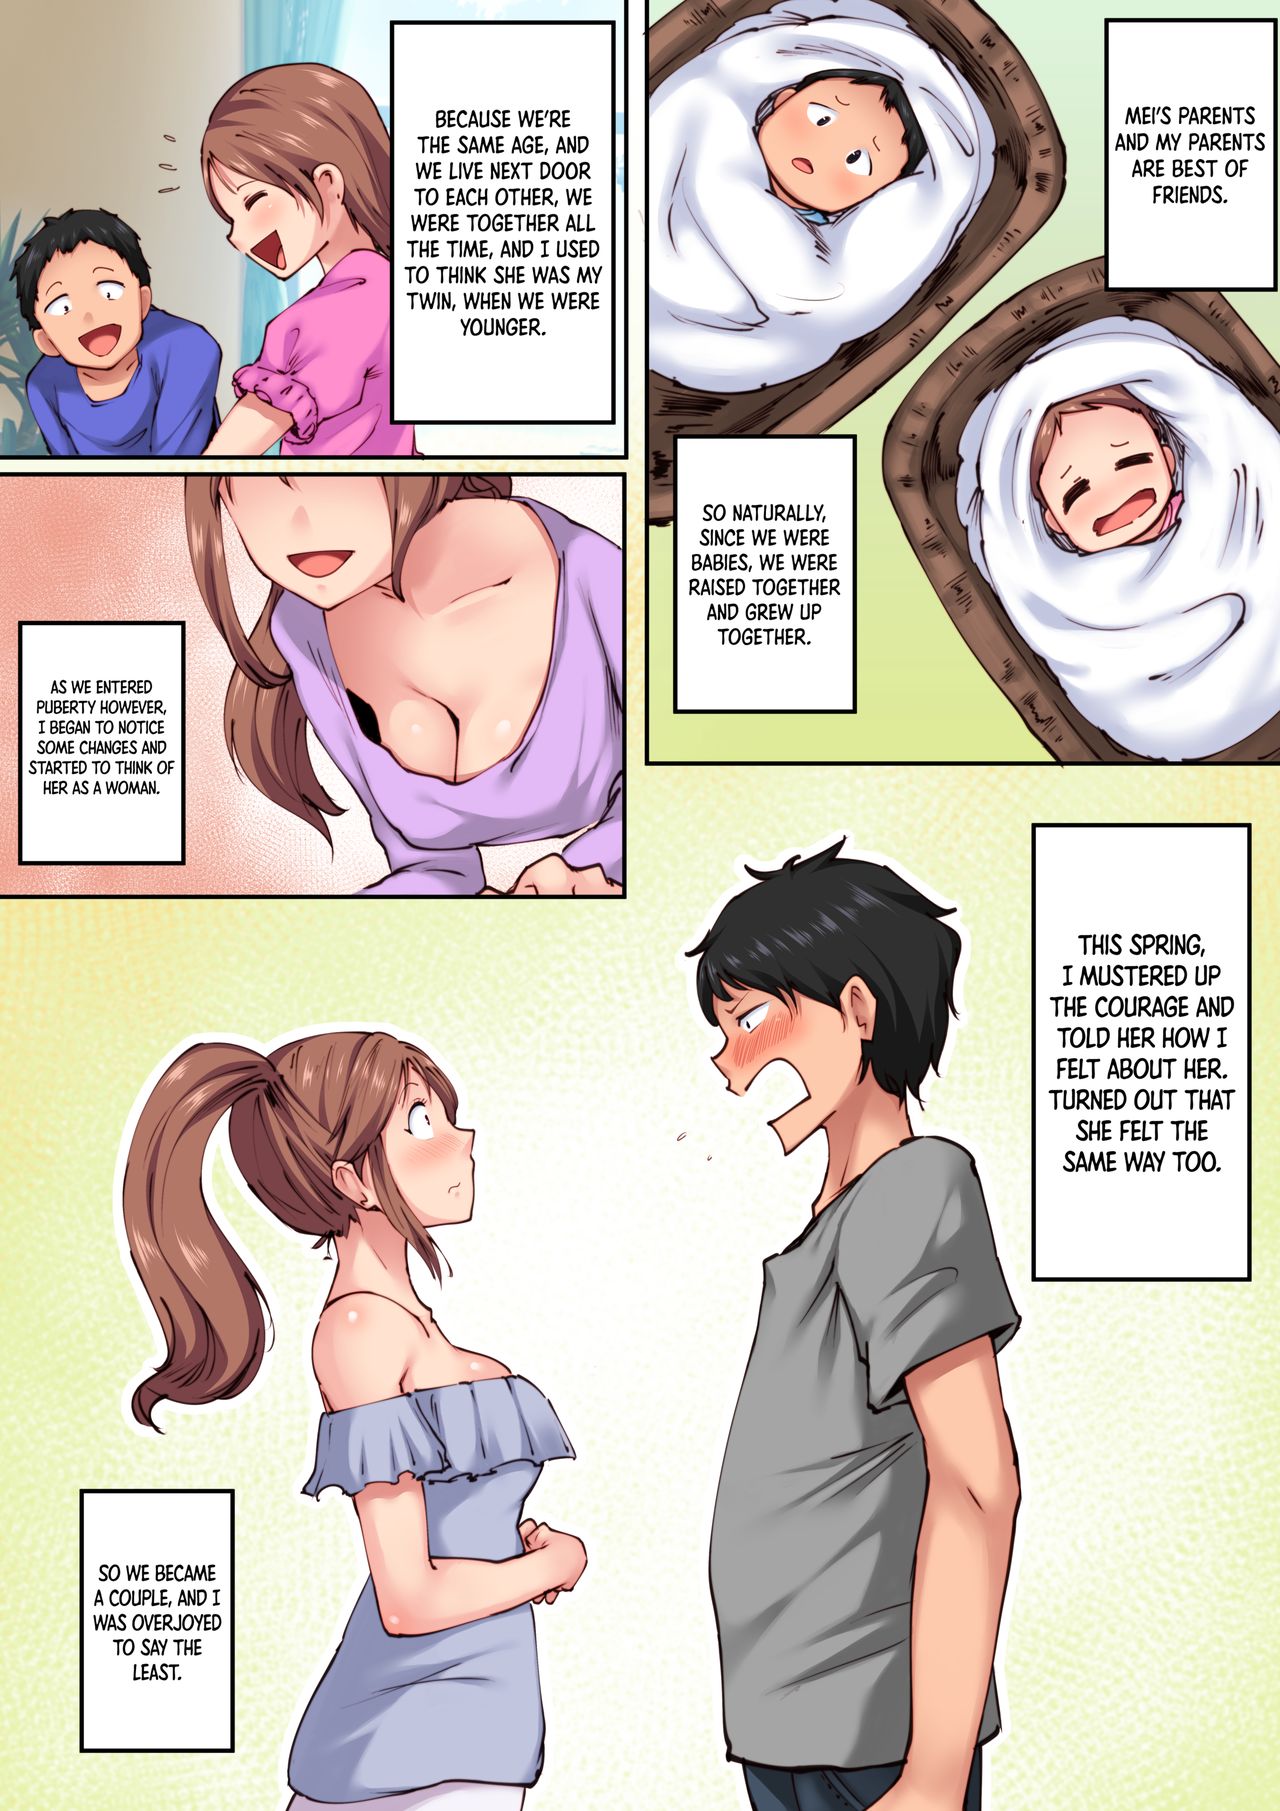 MEI'S PARENTS
AND MY PARENTS
ARE BEST OF
FRIENDS.
SO NATURALLY,
SINCE WE WERE
BABIES, WE WERE
RAISED TOGETHER
AND GREW UP
TOGETHER.
BECAUSE WE'RE
THE SAME AGE, AND
WE LIVE NEXT DOOR
TO EACH OTHER, WE
WERE TOGETHER ALL
THE TIME, AND I USED
TO THINK SHE WAS MY
TWIN, WHEN WE WERE
YOUNGER.
AS WE ENTERED
PUBERTY HOWEVER,
I BEGAN TO NOTICE
SOME CHANGES AND
STARTED TO THINK OF
HER AS A WOMAN.
THIS SPRING,
I MUSTERED UP
THE COURAGE AND
TOLD HER HOW I
FELT ABOUT HER.
TURNED OUT THAT
SHE FELT THE
SAME WAY TOO.
SO WE BECAME
A COUPLE, AND I
WAS OVERJOYED
TO SAY THE
LEAST.